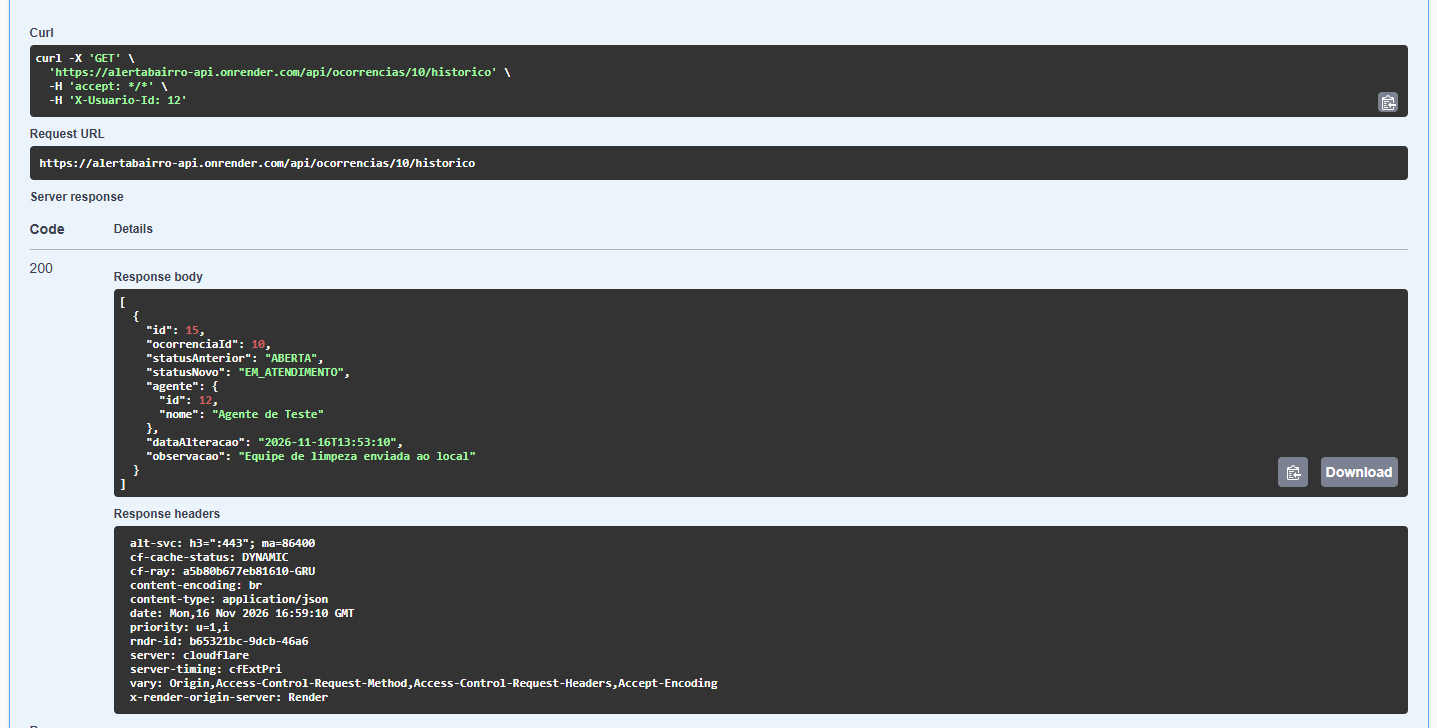 Curl
curl -X 'GET' \
  'https://alertabairro-api.onrender.com/api/ocorrencias/10/historico' \
  -H 'accept: */*' \
  -H 'X-Usuario-Id: 12'
Request URL
https://alertabairro-api.onrender.com/api/ocorrencias/10/historico
Server response
Code Details
200
Response body
[
  {
    "id": 15,
    "ocorrenciaId": 10,
    "statusAnterior": "ABERTA",
    "statusNovo": "EM_ATENDIMENTO",
    "agente": {
      "id": 12,
      "nome": "Agente de Teste"
    },
    "dataAlteracao": "2026-11-16T13:53:10",
    "observacao": "Equipe de limpeza enviada ao local"
  }
]
Download
Response headers
alt-svc: h3=":443"; ma=86400
cf-cache-status: DYNAMIC
cf-ray: a5b80b677eb81610-GRU
content-encoding: br
content-type: application/json
date: Mon,16 Nov 2026 16:59:10 GMT
priority: u=1,i
rndr-id: b65321bc-9dcb-46a6
server: cloudflare
server-timing: cfExtPri
vary: Origin,Access-Control-Request-Method,Access-Control-Request-Headers,Accept-Encoding
x-render-origin-server: Render